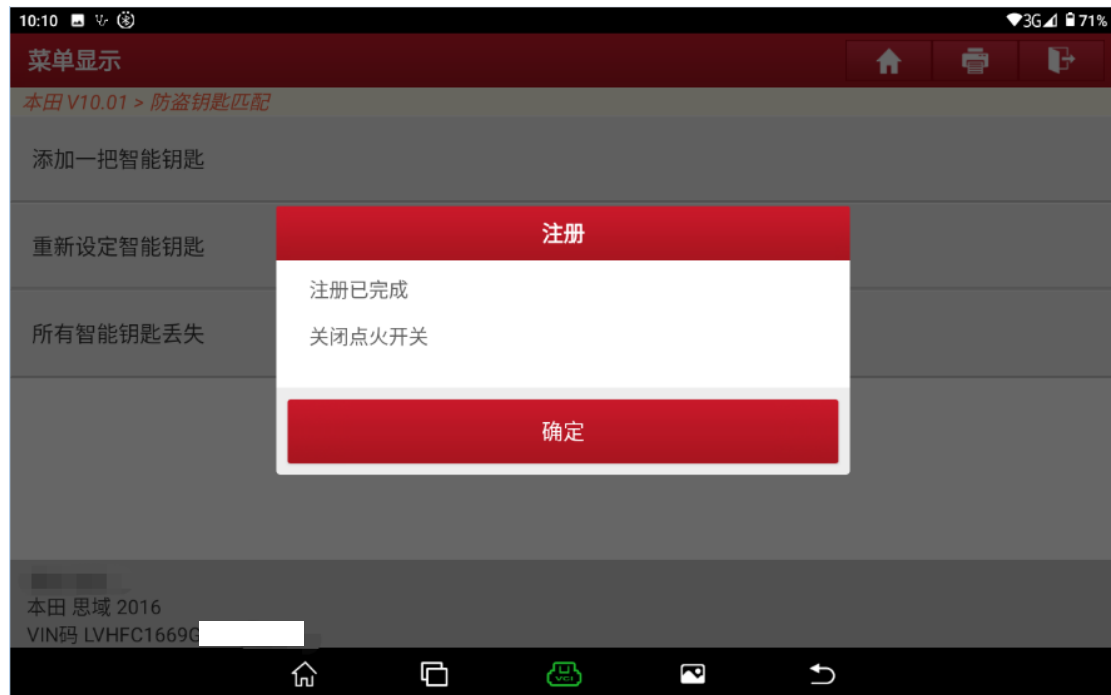 10:10
3G 71%
菜单显示
本田 V10.01 > 防盗钥匙匹配
添加一把智能钥匙
重新设定智能钥匙
所有智能钥匙丢失
注册
注册已完成
关闭点火开关
确定
本田 思域 2016
VIN码 LVHFC1669G
VCI